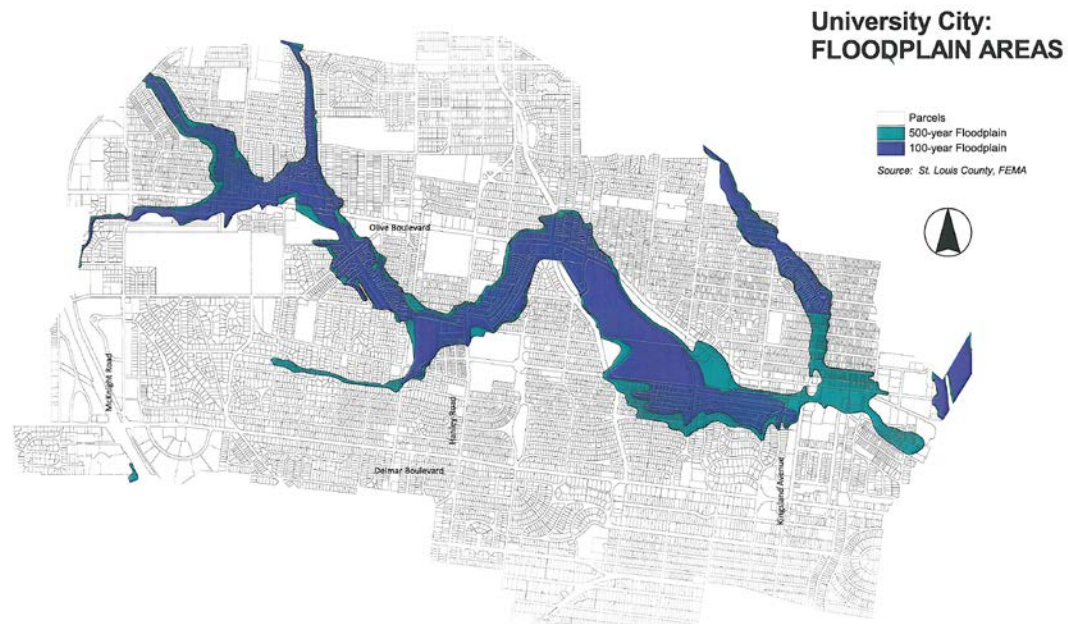 University City:
FLOODPLAIN AREAS
Parcels
500-year Floodplain
100-year Floodplain
Source: St. Louis County, FEMA
Olive Boulevard
McKnight Road
Hanley Road
Delmar Boulevard
Kingsland Avenue